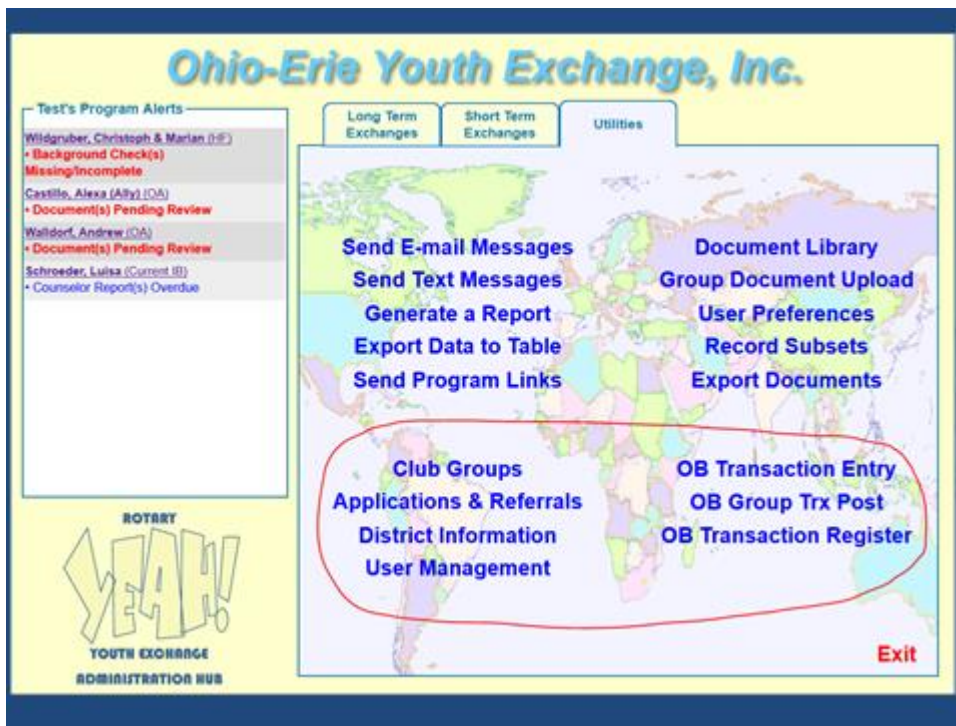 Ohio-Erie Youth Exchange, Inc.
Test's Program Alerts
Wildgruber, Christoph & Marian (HF)
• Background Check(s)
Missing/Incomplete
Castillo, Alexa (Ally) (OA)
• Document(s) Pending Review
Walldorf, Andrew (OA)
• Document(s) Pending Review
Schroeder, Luisa (Current IB)
• Counselor Report(s) Overdue
ROTARY
YEAH!
YOUTH EXCHANGE
ADMINISTRATION HUB
Long Term
Exchanges
Short Term
Exchanges
Utilities
Send E-mail Messages
Send Text Messages
Generate a Report
Export Data to Table
Send Program Links
Document Library
Group Document Upload
User Preferences
Record Subsets
Export Documents
Club Groups
Applications & Referrals
District Information
User Management
OB Transaction Entry
OB Group Trx Post
OB Transaction Register
Exit